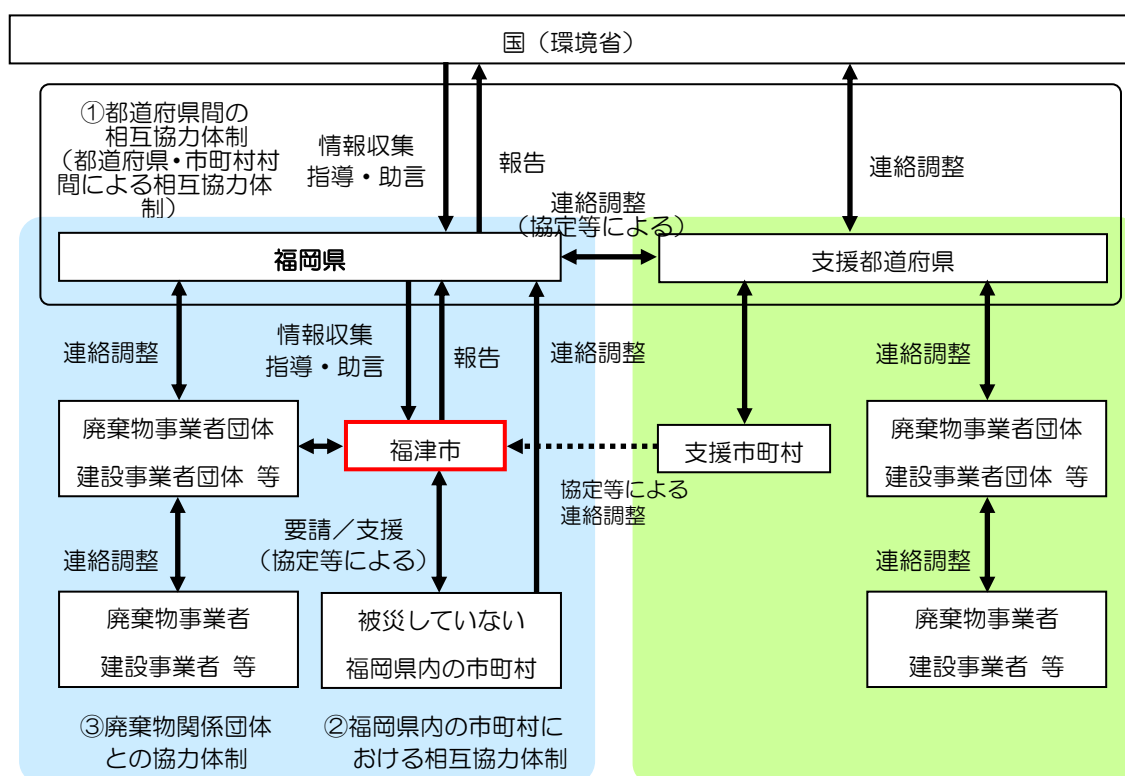 国（環境省）
①都道府県間の
相互協力体制
（都道府県・市町村村
間による相互協力体
制）
情報収集
指導・助言
報告
連絡調整
（協定等による）
連絡調整
福岡県
支援都道府県
連絡調整
情報収集
指導・助言
報告
連絡調整
連絡調整
廃棄物事業者団体
建設事業者団体 等
福津市
支援市町村
廃棄物事業者団体
建設事業者団体 等
協定等による
連絡調整
連絡調整
要請／支援
（協定等による）
連絡調整
廃棄物事業者
建設事業者 等
被災していない
福岡県内の市町村
廃棄物事業者
建設事業者 等
③廃棄物関係団体
との協力体制
②福岡県内の市町村に
おける相互協力体制